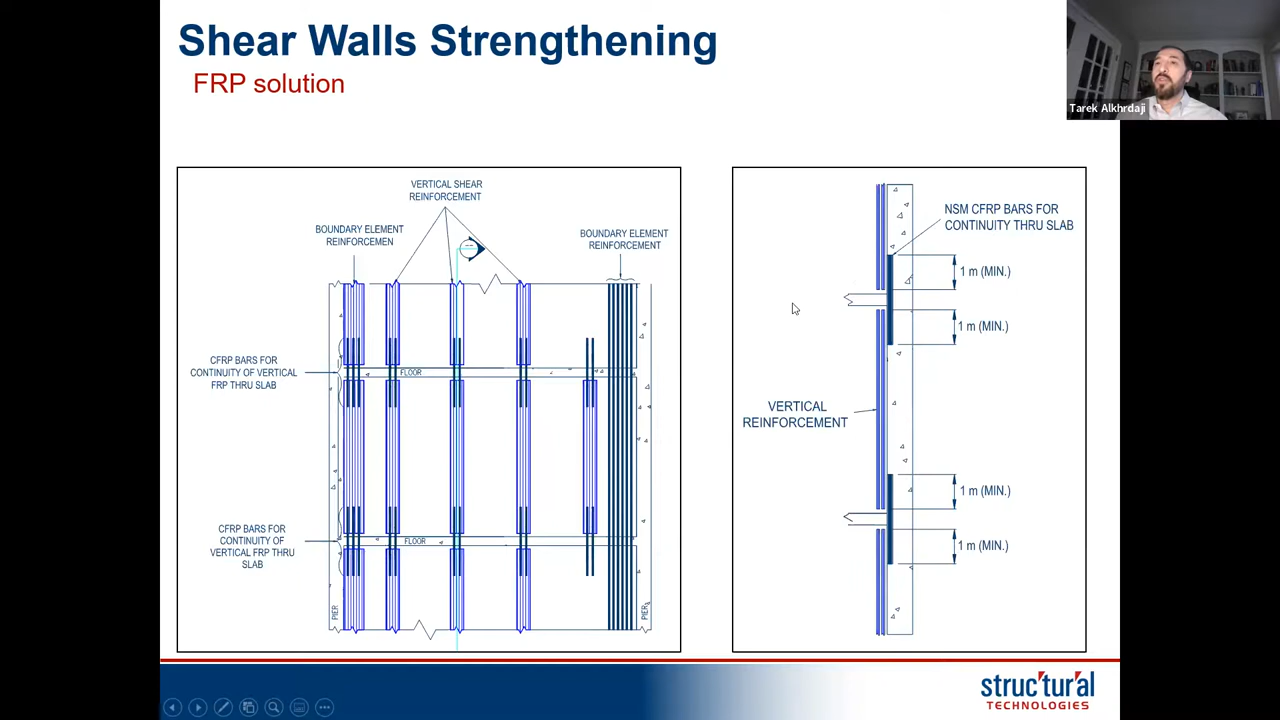 Shear Walls Strengthening
FRP solution
Tarek Alkhrdaji
VERTICAL SHEAR
REINFORCEMENT
BOUNDARY ELEMENT
REINFORCEMEN
BOUNDARY ELEMENT
REINFORCEMENT
CFRP BARS FOR
CONTINUITY OF VERTICAL
FRP THRU SLAB
FLOOR
CFRP BARS FOR
CONTINUITY OF
VERTICAL FRP THRU
SLAB
FLOOR
PIER
PIER
NSM CFRP BARS FOR
CONTINUITY THRU SLAB
1 m (MIN.)
1 m (MIN.)
VERTICAL
REINFORCEMENT
1 m (MIN.)
1 m (MIN.)
structural
TECHNOLOGIES